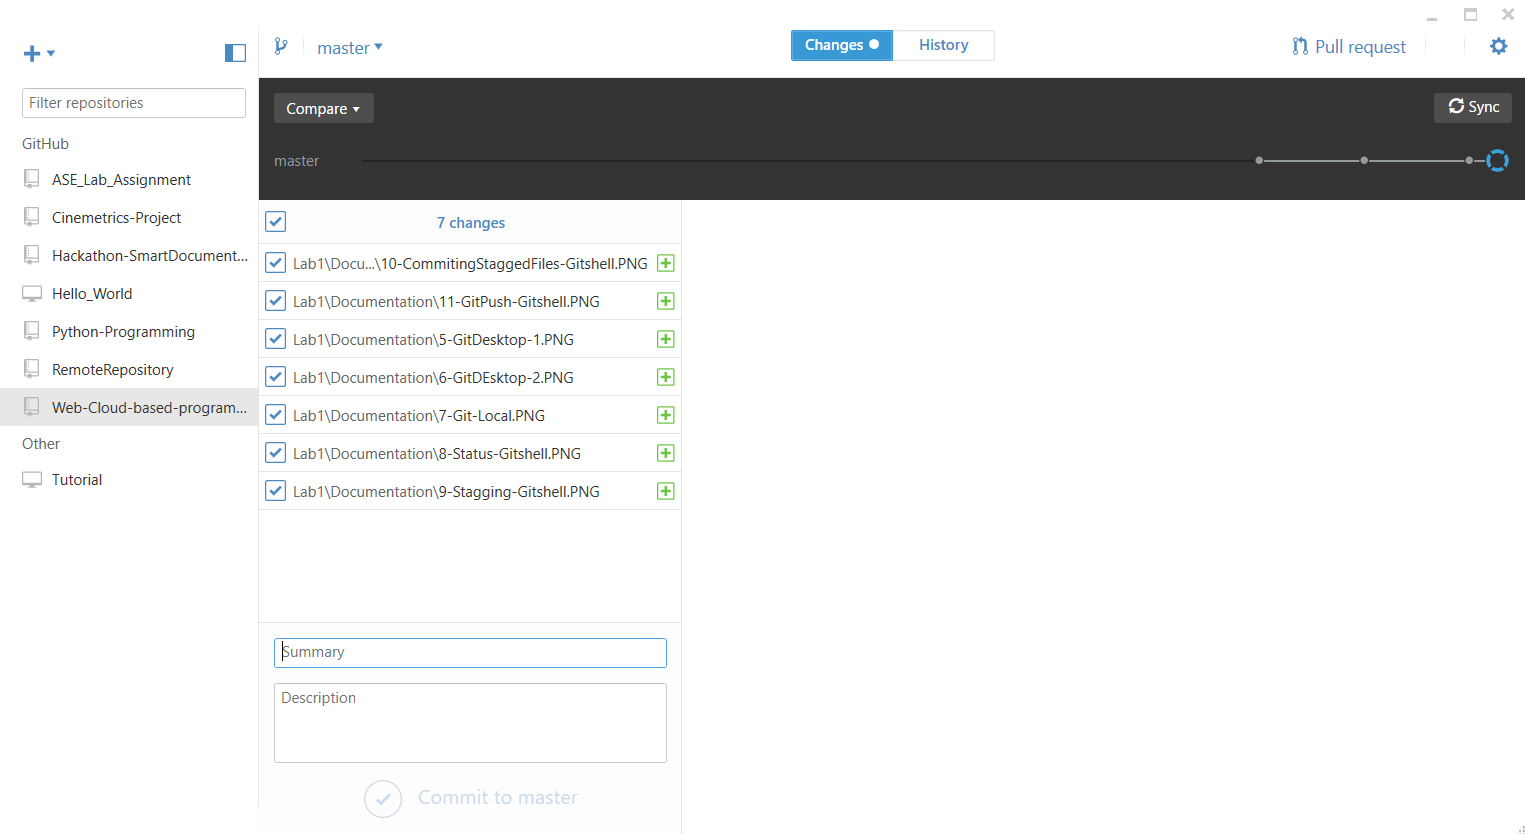 master
Changes
History
Pull request
Filter repositories
GitHub
ASE_Lab_Assignment
Cinemetrics-Project
Hackathon-SmartDocument...
Hello_World
Python-Programming
RemoteRepository
Web-Cloud-based-program...
Other
Tutorial
Compare
Sync
master
7 changes
Lab1\Docu...\10-CommitingStaggedFiles-Gitshell.PNG
Lab1\Documentation\11-GitPush-Gitshell.PNG
Lab1\Documentation\5-GitDesktop-1.PNG
Lab1\Documentation\6-GitDEsktop-2.PNG
Lab1\Documentation\7-Git-Local.PNG
Lab1\Documentation\8-Status-Gitshell.PNG
Lab1\Documentation\9-Stagging-Gitshell.PNG
Summary
Description
Commit to master